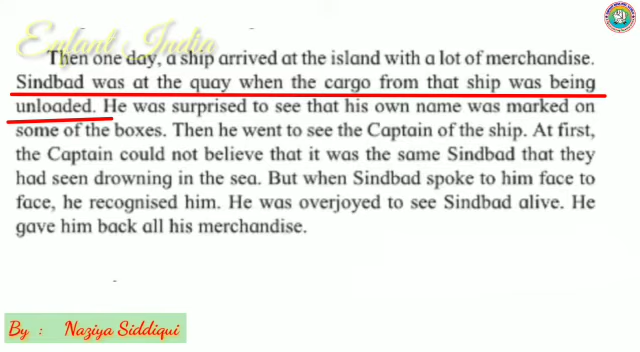 Enfant India
Then one day, a ship arrived at the island with a lot of merchandise.
Sindbad was at the quay when the cargo from that ship was being
unloaded. He was surprised to see that his own name was marked on
some of the boxes. Then he went to see the Captain of the ship. At first,
the Captain could not believe that it was the same Sindbad that they
had seen drowning in the sea. But when Sindbad spoke to him face to
face, he recognised him. He was overjoyed to see Sindbad alive. He
gave him back all his merchandise.
By : Naziya Siddiqui